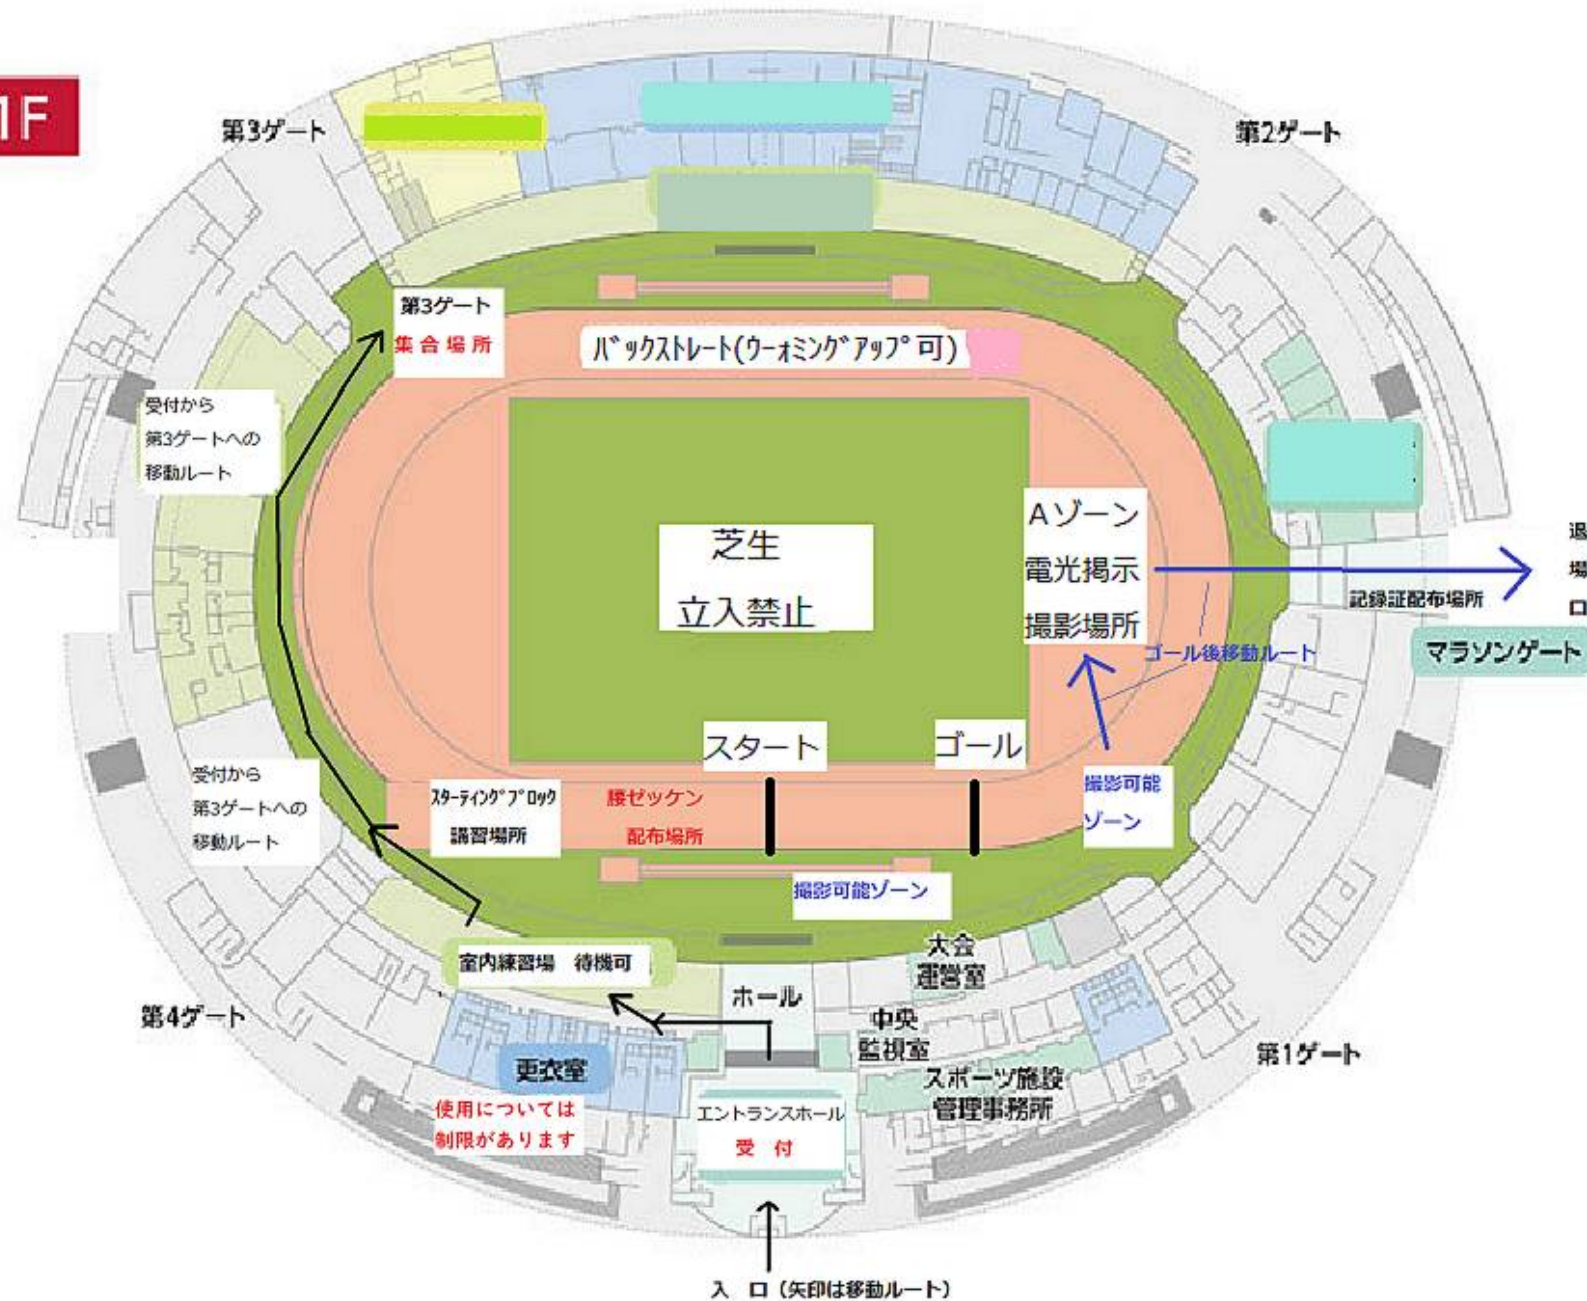 1F
第3ゲート
第2ゲート
第3ゲート
集合場所
バックストレート(ウォーミングアップ可)
受付から
第3ゲートへの
移動ルート
芝生
立入禁止
Aゾーン
電光掲示
撮影場所
退
場
口
記録証配布場所
ゴール後移動ルート
マラソンゲート
スタート
ゴール
受付から
第3ゲートへの
移動ルート
スターティングブロック
講習場所
腰ゼッケン
配布場所
撮影可能
ゾーン
撮影可能ゾーン
室内練習場 待機可
大会
運営室
ホール
第4ゲート
中央
監視室
第1ゲート
更衣室
スポーツ施設
管理事務所
使用については
制限があります
エントランスホール
受 付
入 口(矢印は移動ルート)